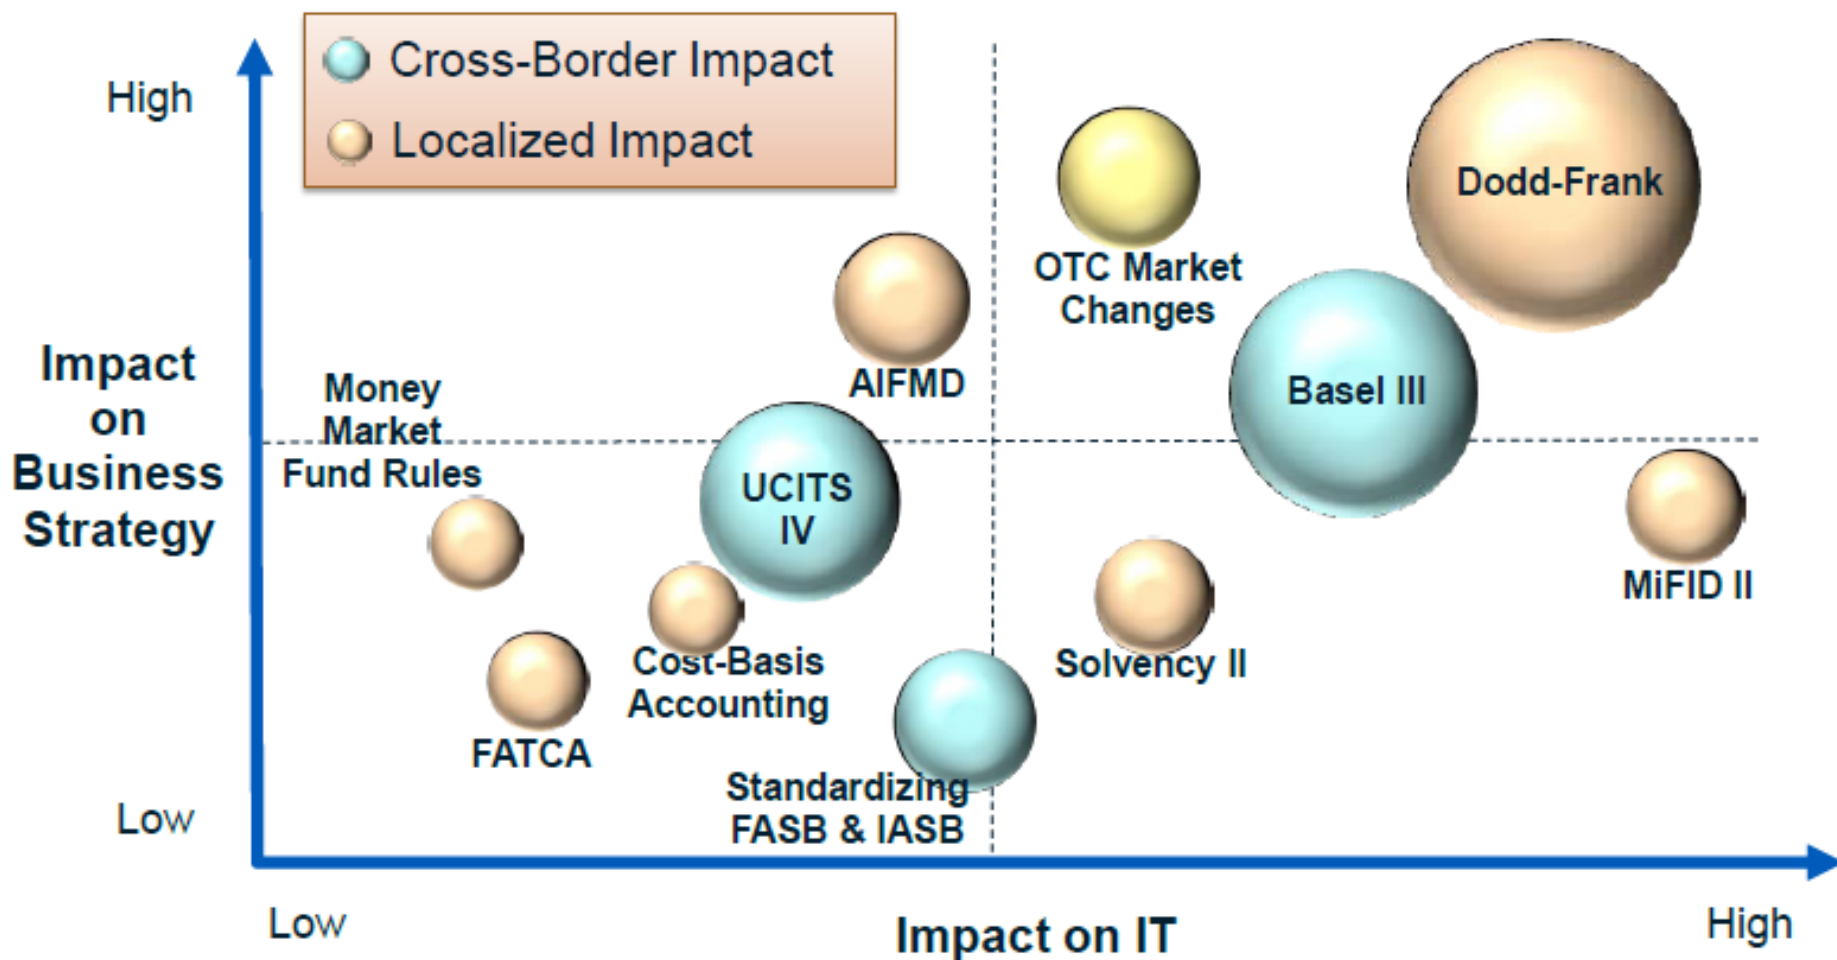 Cross-Border Impact
Localized Impact
High
Dodd-Frank
OTC Market
Changes
Impact
on
Business
Strategy
Money
Market
Fund Rules
AIFMD
Basel III
UCITS
IV
MiFID II
Cost-Basis
Accounting
Solvency II
FATCA
Standardizing
FASB & IASB
Low
Low
Impact on IT
High